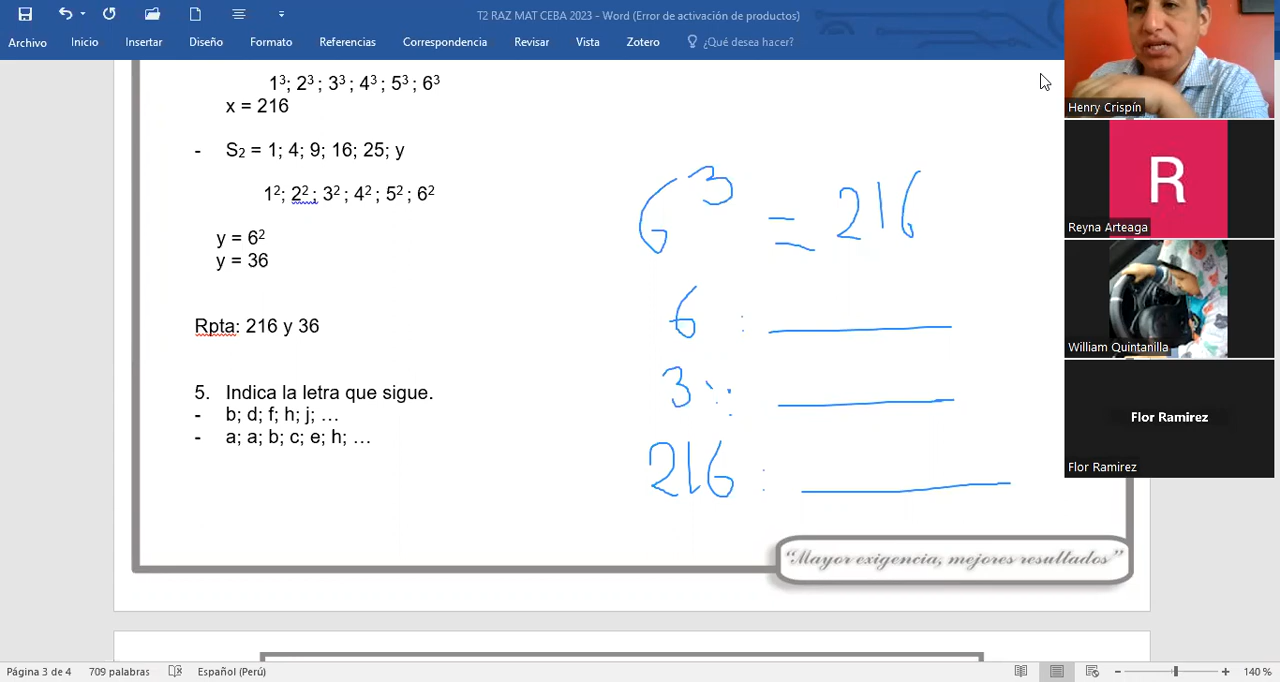 T2 RAZ MAT CEBA 2023 - Word (Error de activación de productos)
Archivo Inicio Insertar Diseño Formato Referencias Correspondencia Revisar Vista Zotero ¿Qué desea hacer?
1³; 2³ ; 3³ ; 4³ ; 5³ ; 6³
x = 216
- S₂ = 1; 4; 9; 16; 25; y
1²; 2² ; 3² ; 4² ; 5² ; 6²
y = 6²
y = 36
Rpta: 216 y 36
5. Indica la letra que sigue.
- b; d; f; h; j; …
- a; a; b; c; e; h; …
6³ = 216
6 : ______
3 : ______
216 : ______
"Mayor exigencia, mejores resultados"
Henry Crispín
R
Reyna Arteaga
William Quintanilla
Flor Ramirez
Flor Ramirez
Página 3 de 4 709 palabras Español (Perú) 140 %